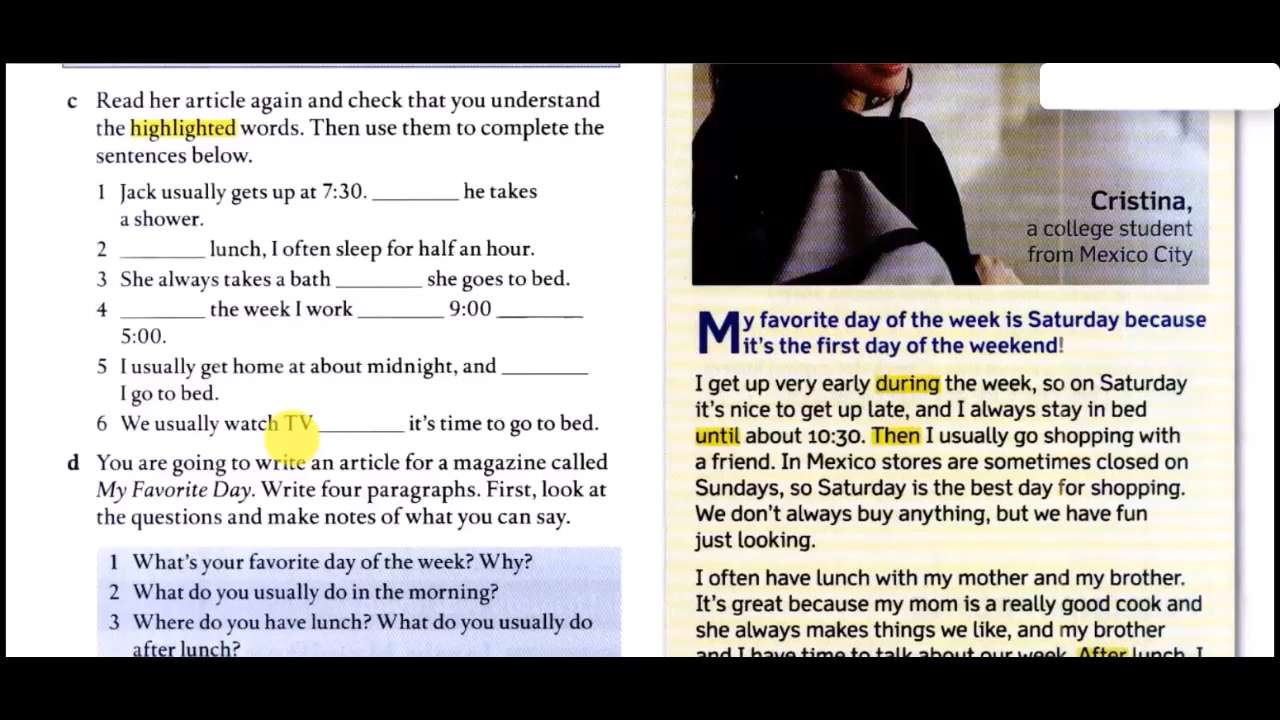 c Read her article again and check that you understand
the highlighted words. Then use them to complete the
sentences below.
1 Jack usually gets up at 7:30. ________ he takes
a shower.
2 ________ lunch, I often sleep for half an hour.
3 She always takes a bath ________ she goes to bed.
4 ________ the week I work ________ 9:00 ________
5:00.
5 I usually get home at about midnight, and ________
I go to bed.
6 We usually watch TV ________ it's time to go to bed.
d You are going to write an article for a magazine called
My Favorite Day. Write four paragraphs. First, look at
the questions and make notes of what you can say.
1 What's your favorite day of the week? Why?
2 What do you usually do in the morning?
3 Where do you have lunch? What do you usually do
after lunch?
Cristina,
a college student
from Mexico City
My favorite day of the week is Saturday because
it's the first day of the weekend!
I get up very early during the week, so on Saturday
it's nice to get up late, and I always stay in bed
until about 10:30. Then I usually go shopping with
a friend. In Mexico stores are sometimes closed on
Sundays, so Saturday is the best day for shopping.
We don't always buy anything, but we have fun
just looking.
I often have lunch with my mother and my brother.
It's great because my mom is a really good cook and
she always makes things we like, and my brother
and I have time to talk about our week. After lunch, I